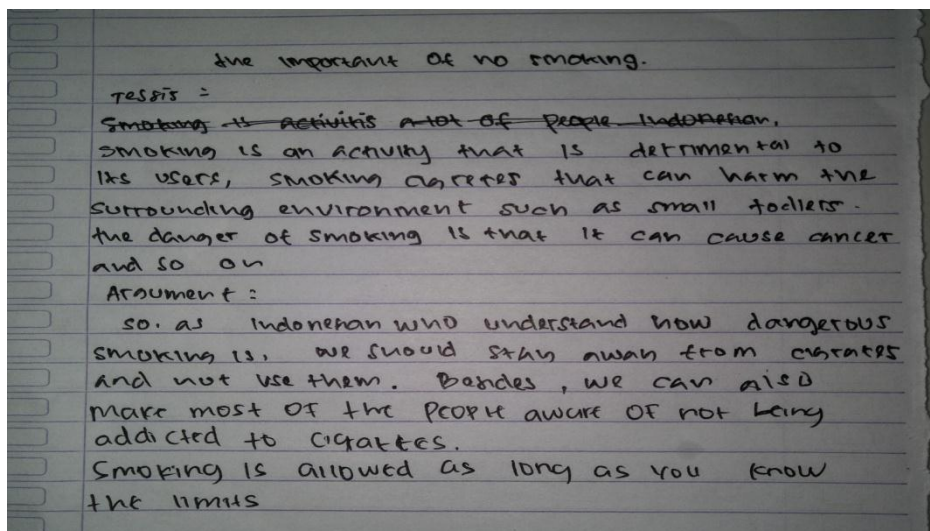 the important of no smoking.
Tessis :
Smoking is activitis a lot of people Indonesian.
smoking is an activity that is detrimental to
its users, smoking cigaretes that can harm the
surrounding environment such as small todlers.
the danger of smoking is that it can cause cancer
and so on
Argument :
so. as Indonesian who understand how dangerous
smoking is, we should stay away from cigarates
and not use them. Besides, we can also
make most of the people aware of not being
addicted to cigarattes.
Smoking is allowed as long as you know
the limits